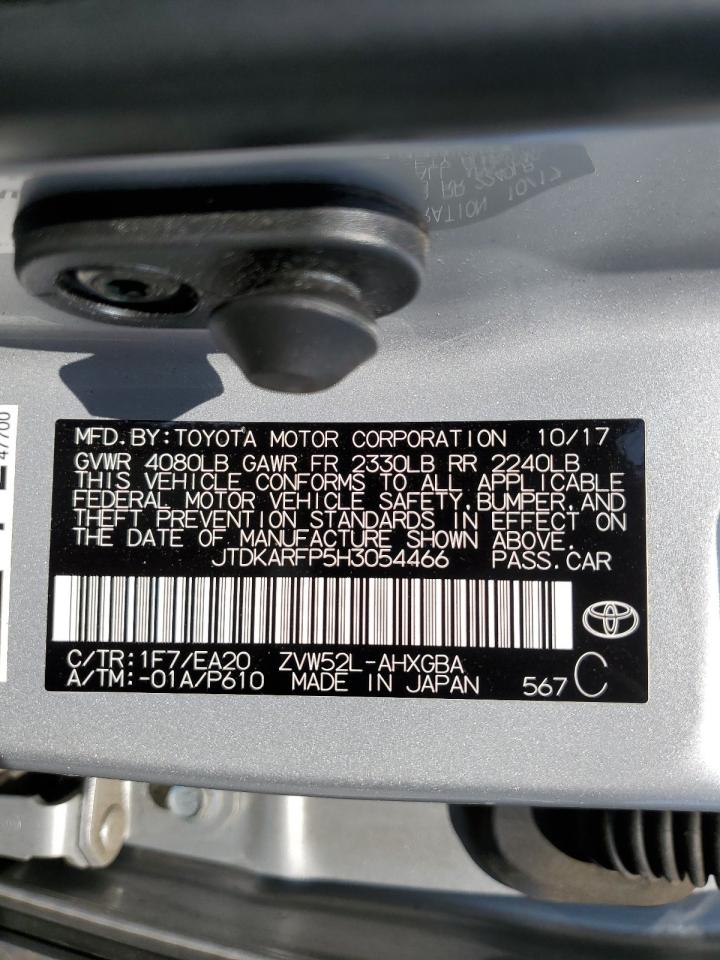 MFD. BY: TOYOTA MOTOR CORPORATION 10/17
GVWR 4080LB GAWR FR 2330LB RR 2240LB
THIS VEHICLE CONFORMS TO ALL APPLICABLE
FEDERAL MOTOR VEHICLE SAFETY, BUMPER, AND
THEFT PREVENTION STANDARDS IN EFFECT ON
THE DATE OF MANUFACTURE SHOWN ABOVE.
JTDKARFP5H3054466 PASS. CAR
C/TR: 1F7/EA20 ZVW52L-AHXGBA
A/TM: -01A/P610 MADE IN JAPAN 567 C
47700